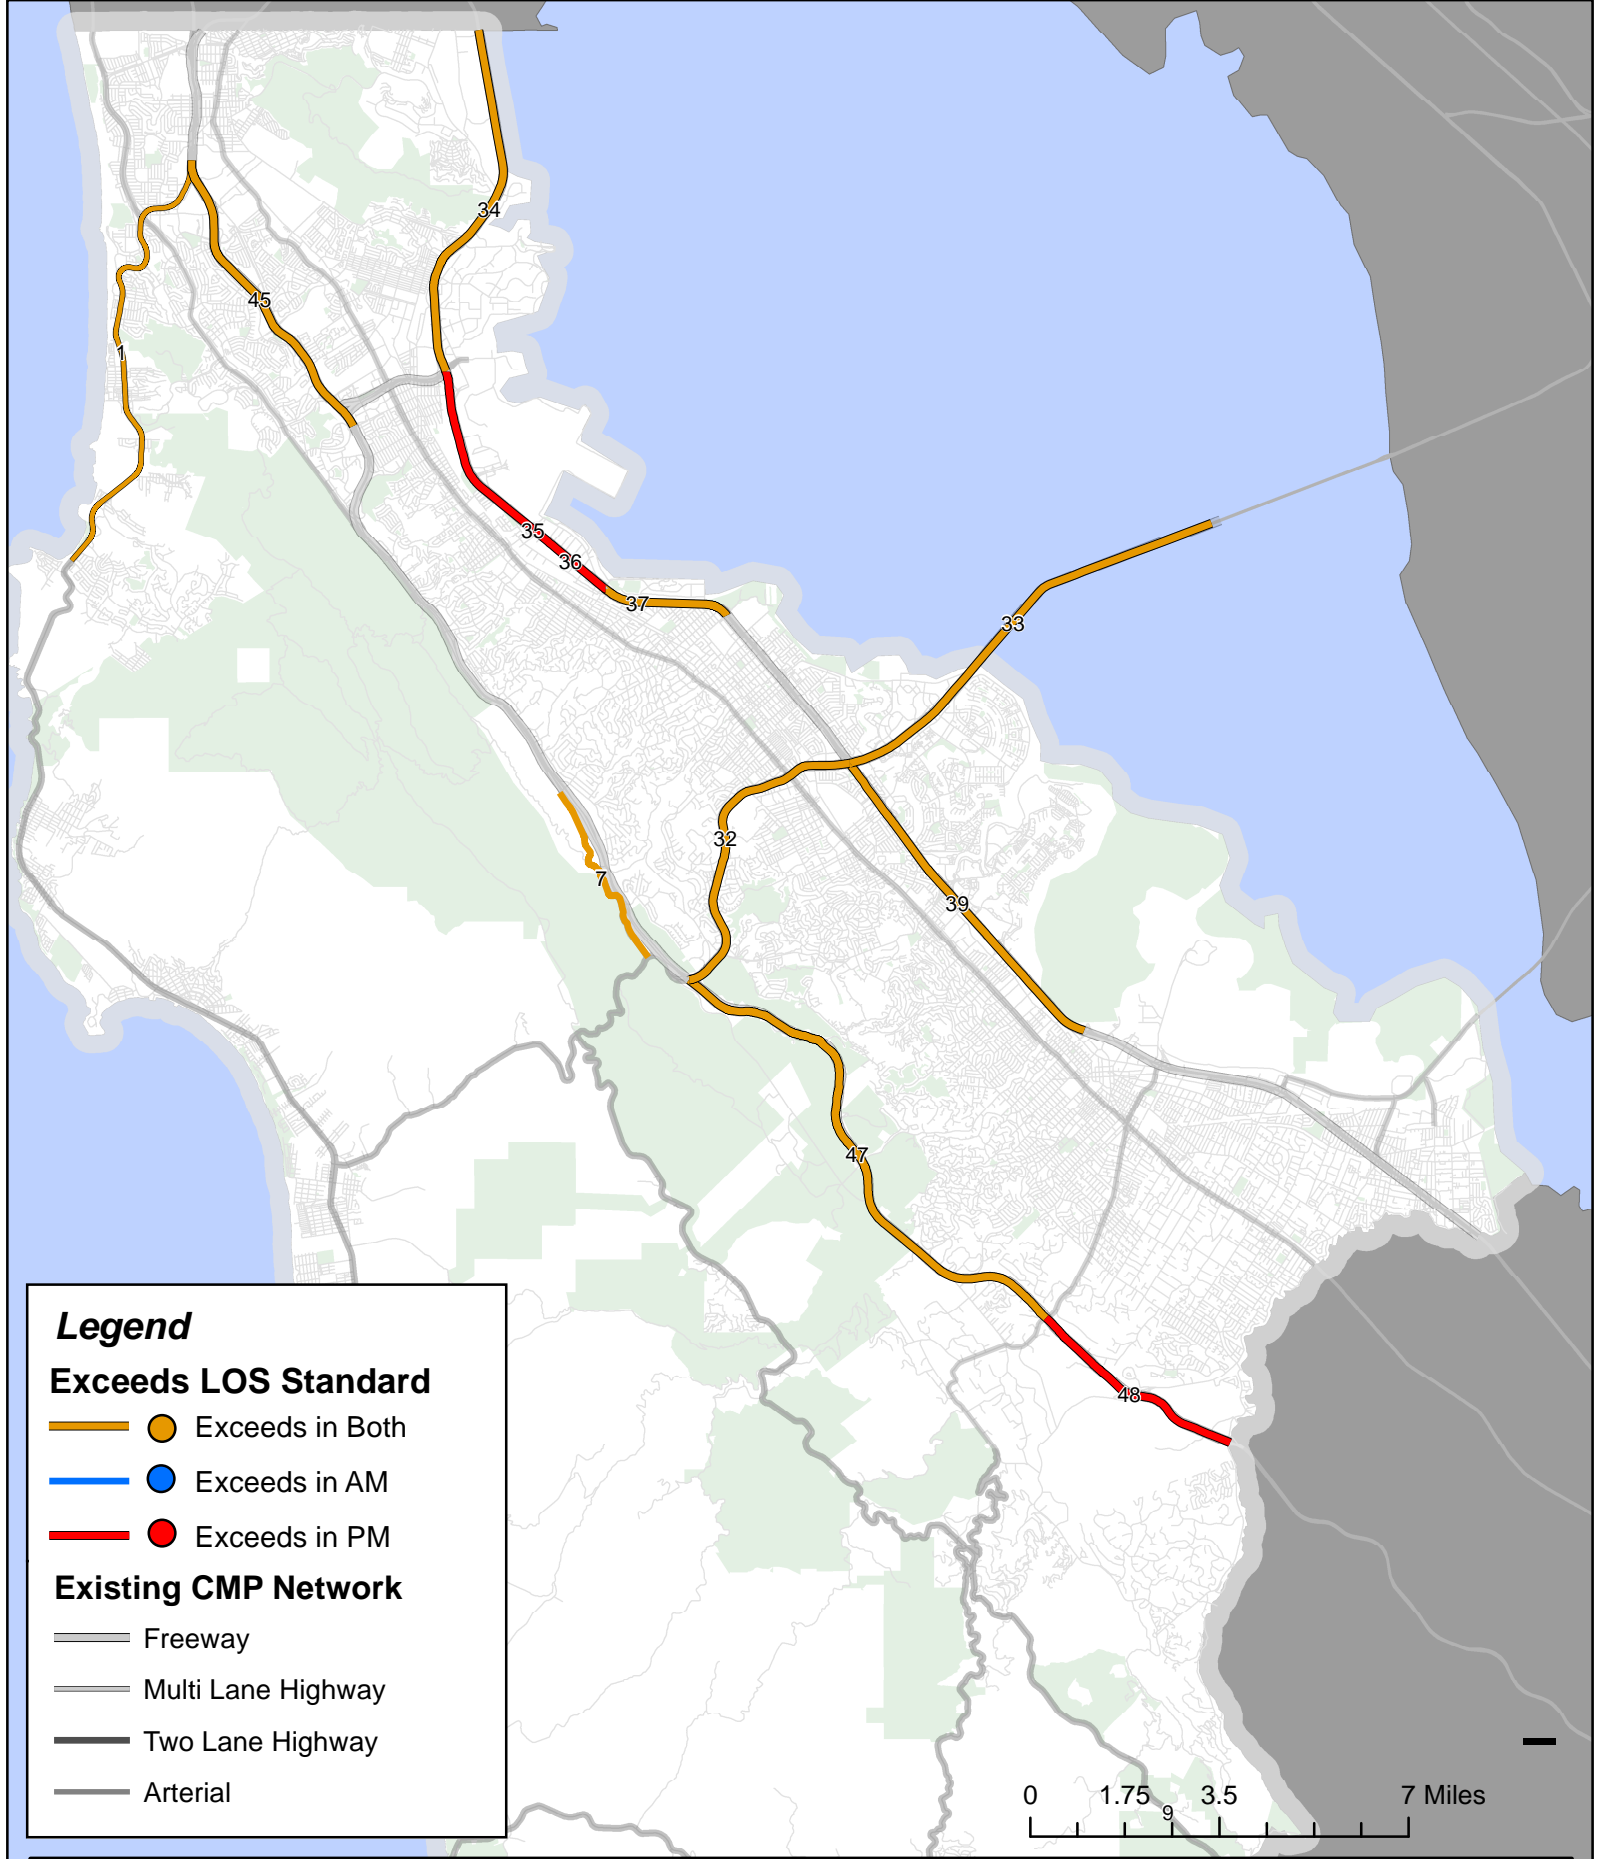 34
45
1
35
36
37
33
32
7
39
47
48
Legend
Exceeds LOS Standard
Exceeds in Both
Exceeds in AM
Exceeds in PM
Existing CMP Network
Freeway
Multi Lane Highway
Two Lane Highway
Arterial
0 1.75 3.5 7 Miles
9